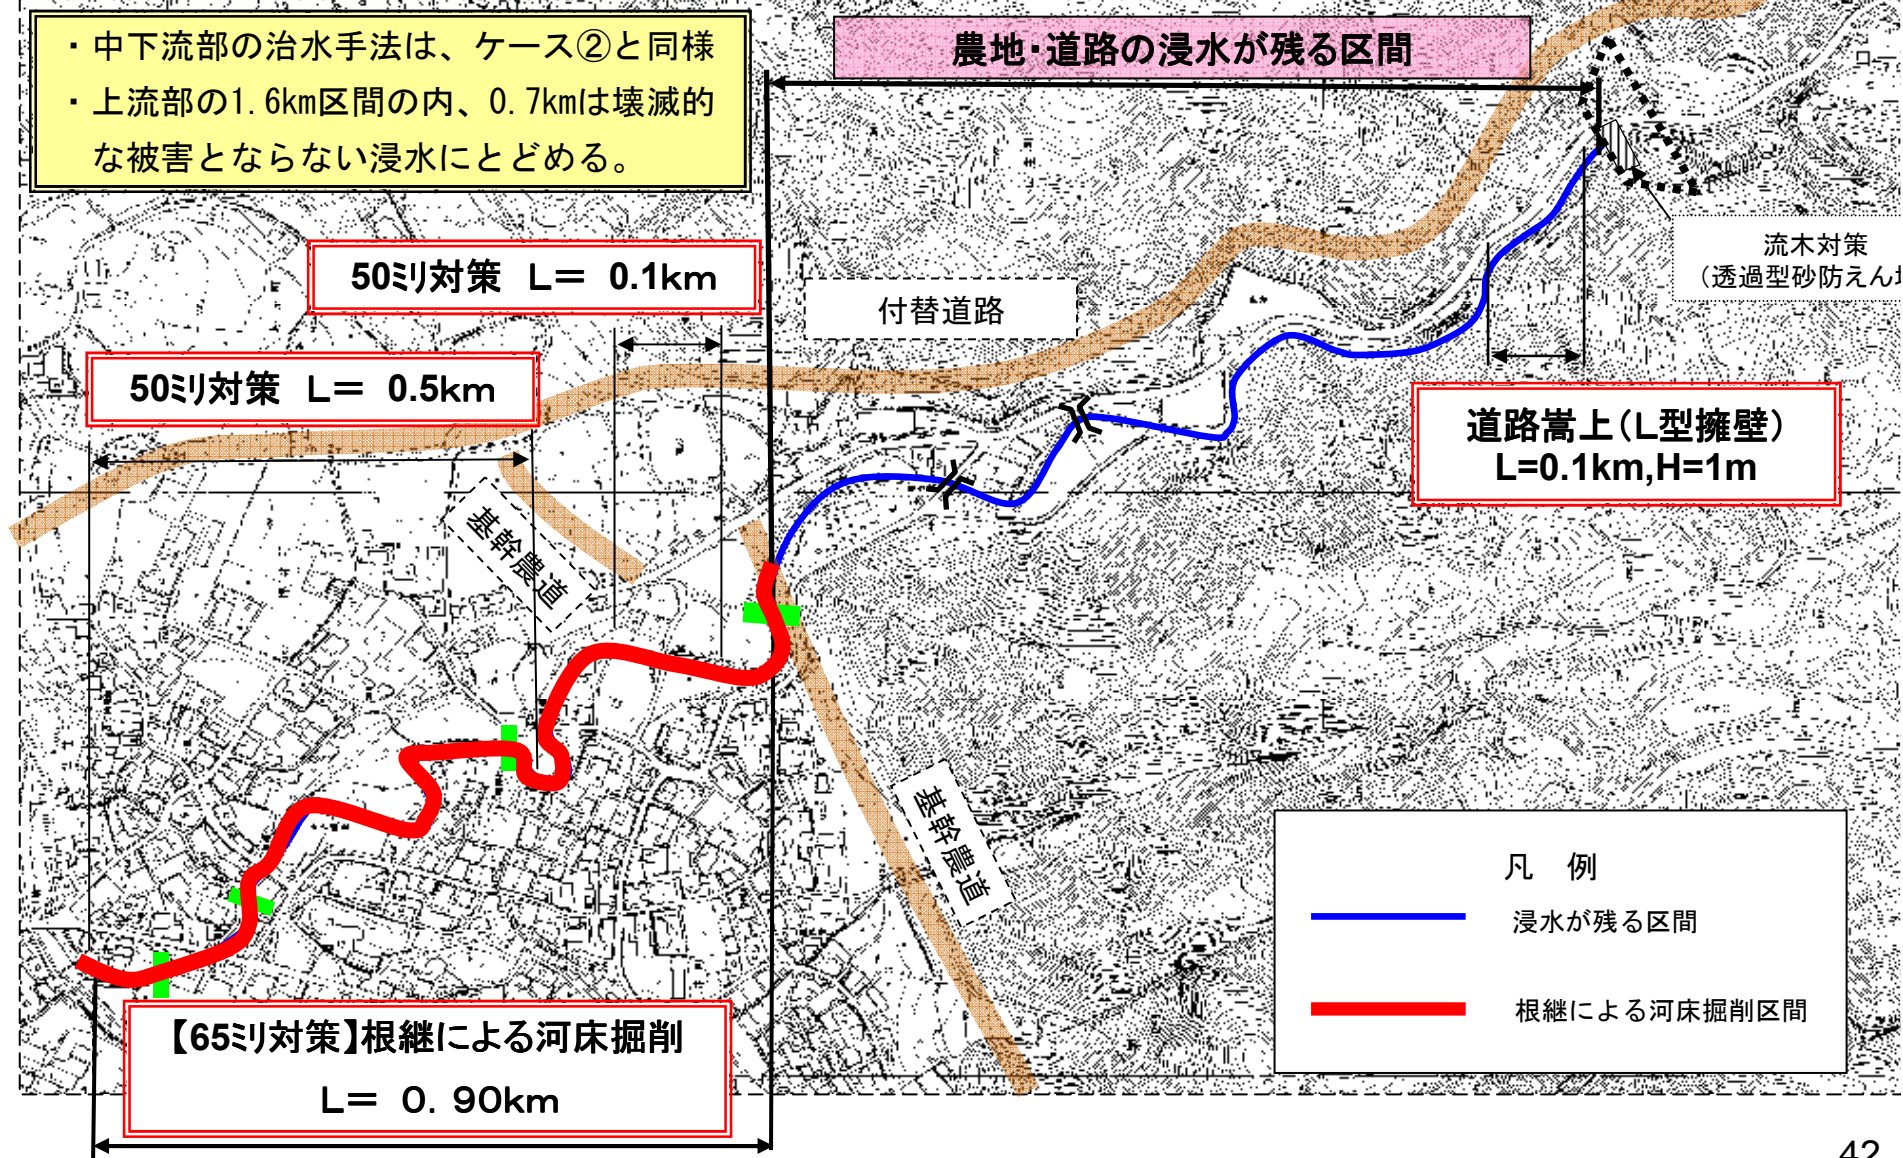 ・中下流部の治水手法は、ケース②と同様
・上流部の1.6km区間の内、0.7kmは壊滅的
な被害とならない浸水にとどめる。
農地・道路の浸水が残る区間
流木対策
（透過型砂防えん
50ミリ対策 L= 0.1km
付替道路
50ミリ対策 L= 0.5km
道路嵩上(L型擁壁)
L=0.1km,H=1m
基幹農道
基幹農道
凡 例
浸水が残る区間
根継による河床掘削区間
【65ミリ対策】根継による河床掘削
L= 0.90km
42